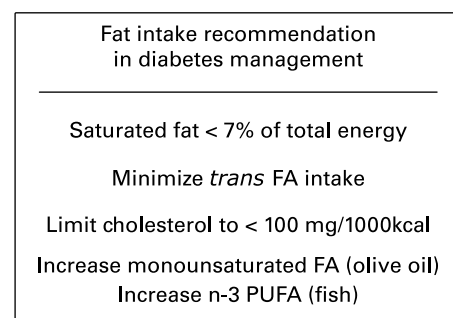 Fat intake recommendation
in diabetes management
Saturated fat < 7% of total energy
Minimize trans FA intake
Limit cholesterol to < 100 mg/1000kcal
Increase monounsaturated FA (olive oil)
Increase n-3 PUFA (fish)